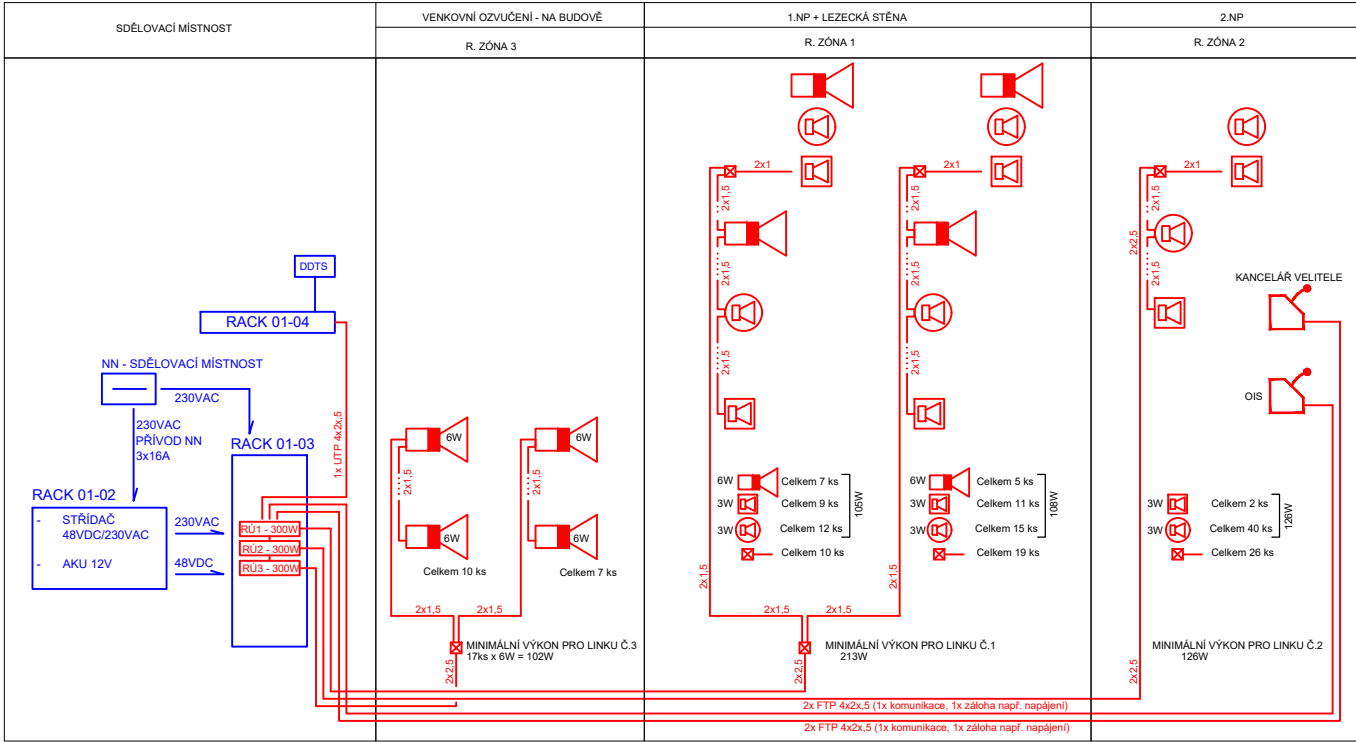 SDĚLOVACÍ MÍSTNOST
VENKOVNÍ OZVUČENÍ - NA BUDOVĚ
R. ZÓNA 3
1.NP + LEZECKÁ STĚNA
R. ZÓNA 1
2.NP
R. ZÓNA 2
DDTS
RACK 01-04
NN - SDĚLOVACÍ MÍSTNOST
230VAC
230VAC
PŘÍVOD NN
3x16A
RACK 01-03
RACK 01-02
- STŘÍDAČ
48VDC/230VAC
- AKU 12V
230VAC
48VDC
RÚ1 - 300W
RÚ2 - 300W
RÚ3 - 300W
1x UTP 4x2x,5
6W
6W
2x1,5
2x1,5
6W
6W
Celkem 10 ks
Celkem 7 ks
2x1,5
2x1,5
MINIMÁLNÍ VÝKON PRO LINKU Č.3
17ks x 6W = 102W
2x2,5
2x1
2x1,5
2x1,5
2x1,5
2x1,5
6W Celkem 7 ks
3W Celkem 9 ks
3W Celkem 12 ks
105W
Celkem 10 ks
2x1
2x1,5
2x1,5
2x1,5
2x1,5
6W Celkem 5 ks
3W Celkem 11 ks
3W Celkem 15 ks
108W
Celkem 19 ks
2x1,5
2x1,5
MINIMÁLNÍ VÝKON PRO LINKU Č.1
213W
2x2,5
2x1
2x1,5
2x2,5
2x1,5
KANCELÁŘ VELITELE
OIS
3W Celkem 2 ks
3W Celkem 40 ks
126W
Celkem 26 ks
MINIMÁLNÍ VÝKON PRO LINKU Č.2
126W
2x2,5
2x FTP 4x2x,5 (1x komunikace, 1x záloha např. napájení)
2x FTP 4x2x,5 (1x komunikace, 1x záloha např. napájení)